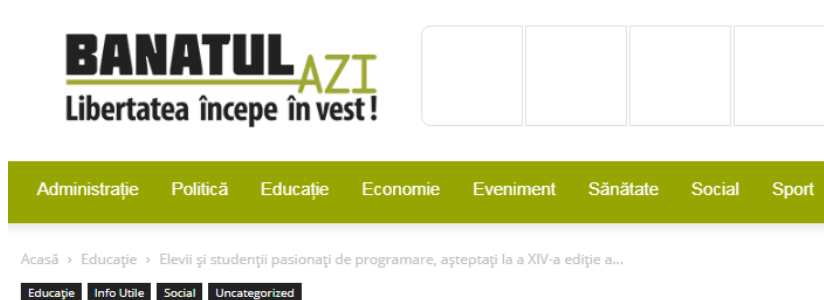 BANATUL AZI
Libertatea începe în vest!
Administrație Politică Educație Economie Eveniment Sănătate Social Sport
Acasă › Educație › Elevii și studenții pasionați de programare, așteptați la a XIV-a ediție a...
Educație Info Utile Social Uncategorized